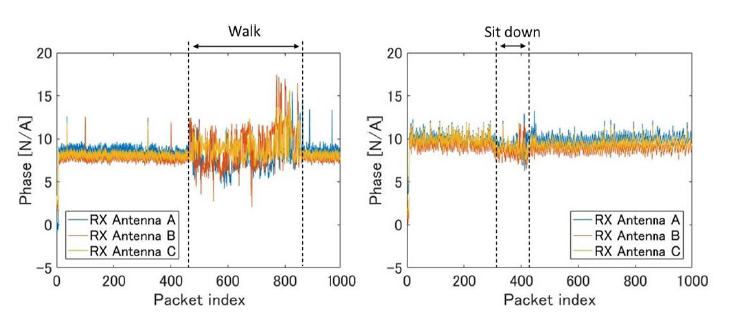 Walk
Sit down
20
15
10
5
0
-5
Phase [N/A]
RX Antenna A
RX Antenna B
RX Antenna C
0 200 400 600 800 1000
Packet index
20
15
10
5
0
-5
Phase [N/A]
RX Antenna A
RX Antenna B
RX Antenna C
0 200 400 600 800 1000
Packet index